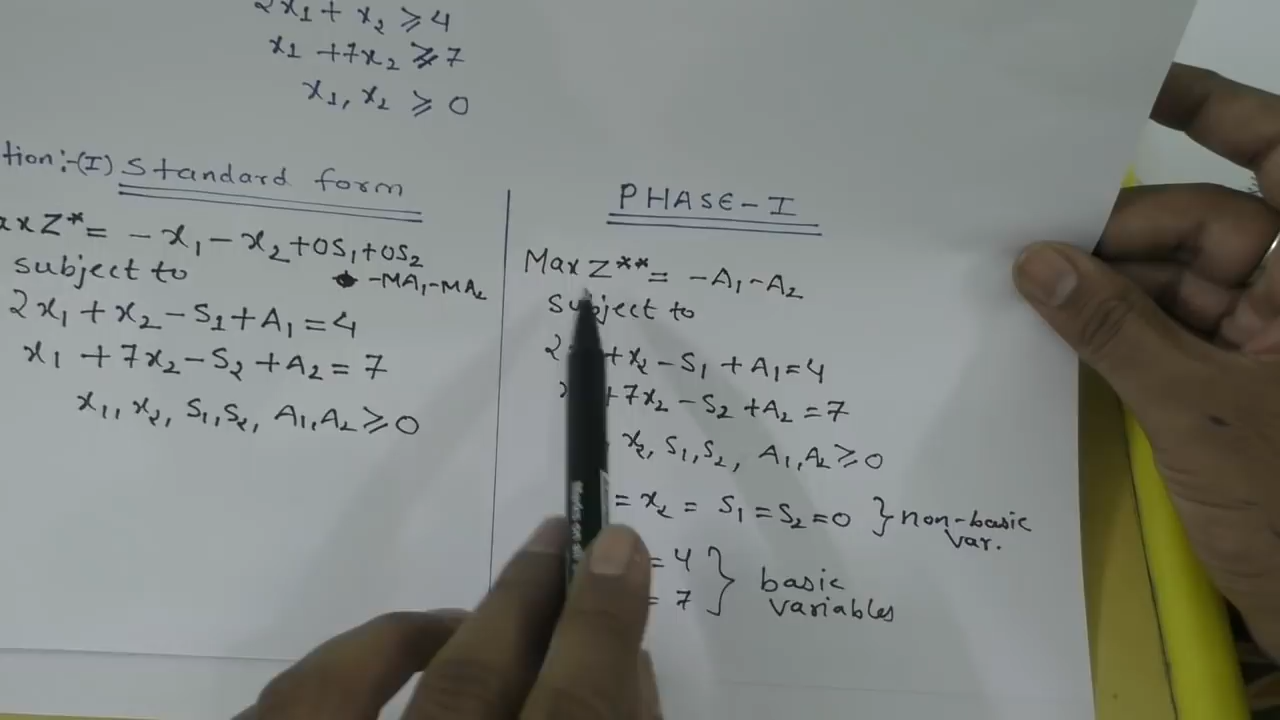 2x₁ + x₂ ⩾ 4
x₁ + 7x₂ ⩾ 7
x₁, x₂ ⩾ 0
tion:-(I) Standard form
ax Z* = -x₁ - x₂ + 0S₁ + 0S₂
-MA₁-MA₂
subject to
2x₁ + x₂ - S₁ + A₁ = 4
x₁ + 7x₂ - S₂ + A₂ = 7
x₁, x₂, S₁, S₂, A₁, A₂ ⩾ 0
PHASE-I
Max Z** = -A₁-A₂
Subject to
2 + x₂ - S₁ + A₁ = 4
+ 7x₂ - S₂ + A₂ = 7
x₂, S₁, S₂, A₁, A₂ ⩾ 0
= x₂ = S₁ = S₂ = 0 } non-basic var.
= 4 } basic
= 7 variables